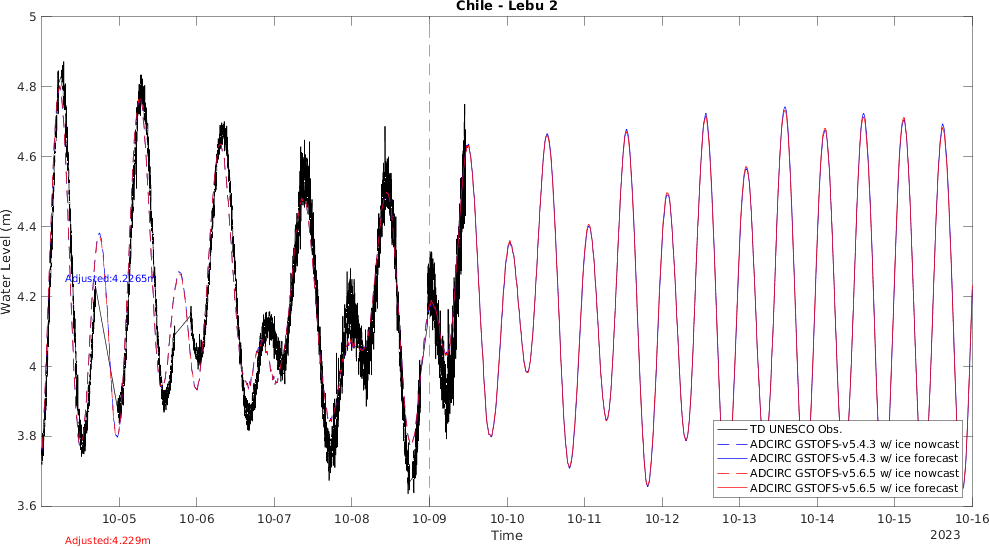 Chile - Lebu 2
5
4.8
4.6
4.4
4.2
4
3.8
3.6
Water Level (m)
Adjusted:4.2265m
TD UNESCO Obs.
ADCIRC GSTOFS-v5.4.3 w/ ice nowcast
ADCIRC GSTOFS-v5.4.3 w/ ice forecast
ADCIRC GSTOFS-v5.6.5 w/ ice nowcast
ADCIRC GSTOFS-v5.6.5 w/ ice forecast
10-05 10-06 10-07 10-08 10-09 10-10 10-11 10-12 10-13 10-14 10-15 10-16
Time
2023
Adjusted:4.229m